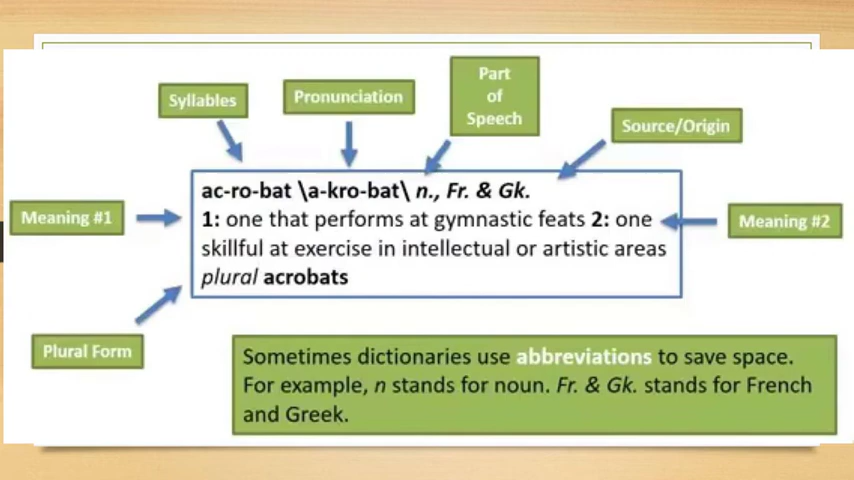 Part
of
Speech
Syllables
Pronunciation
Source/Origin
ac-ro-bat \a-kro-bat\ n., Fr. & Gk.
Meaning #1
1: one that performs at gymnastic feats 2: one
Meaning #2
skillful at exercise in intellectual or artistic areas
plural acrobats
Plural Form
Sometimes dictionaries use abbreviations to save space.
For example, n stands for noun. Fr. & Gk. stands for French
and Greek.